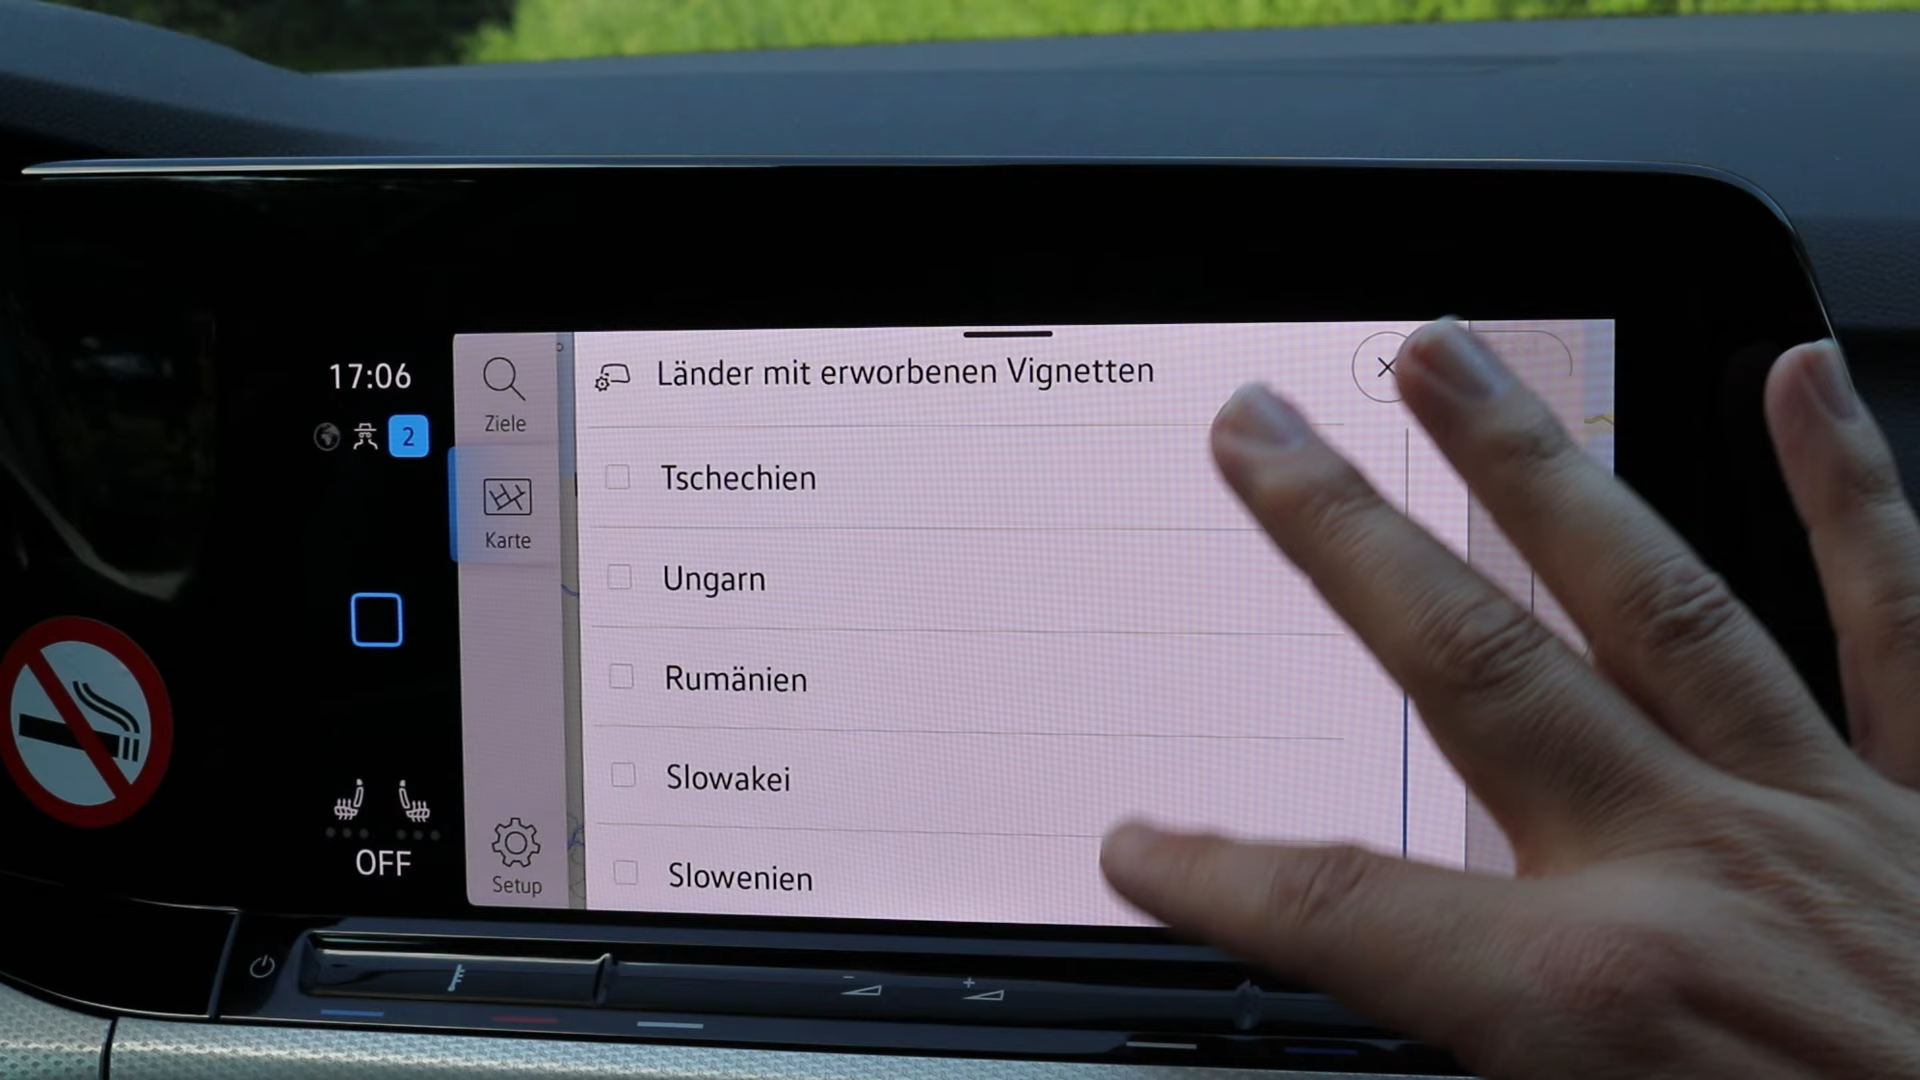 17:06
2
Ziele
Karte
Setup
OFF
Länder mit erworbenen Vignetten
Tschechien
Ungarn
Rumänien
Slowakei
Slowenien